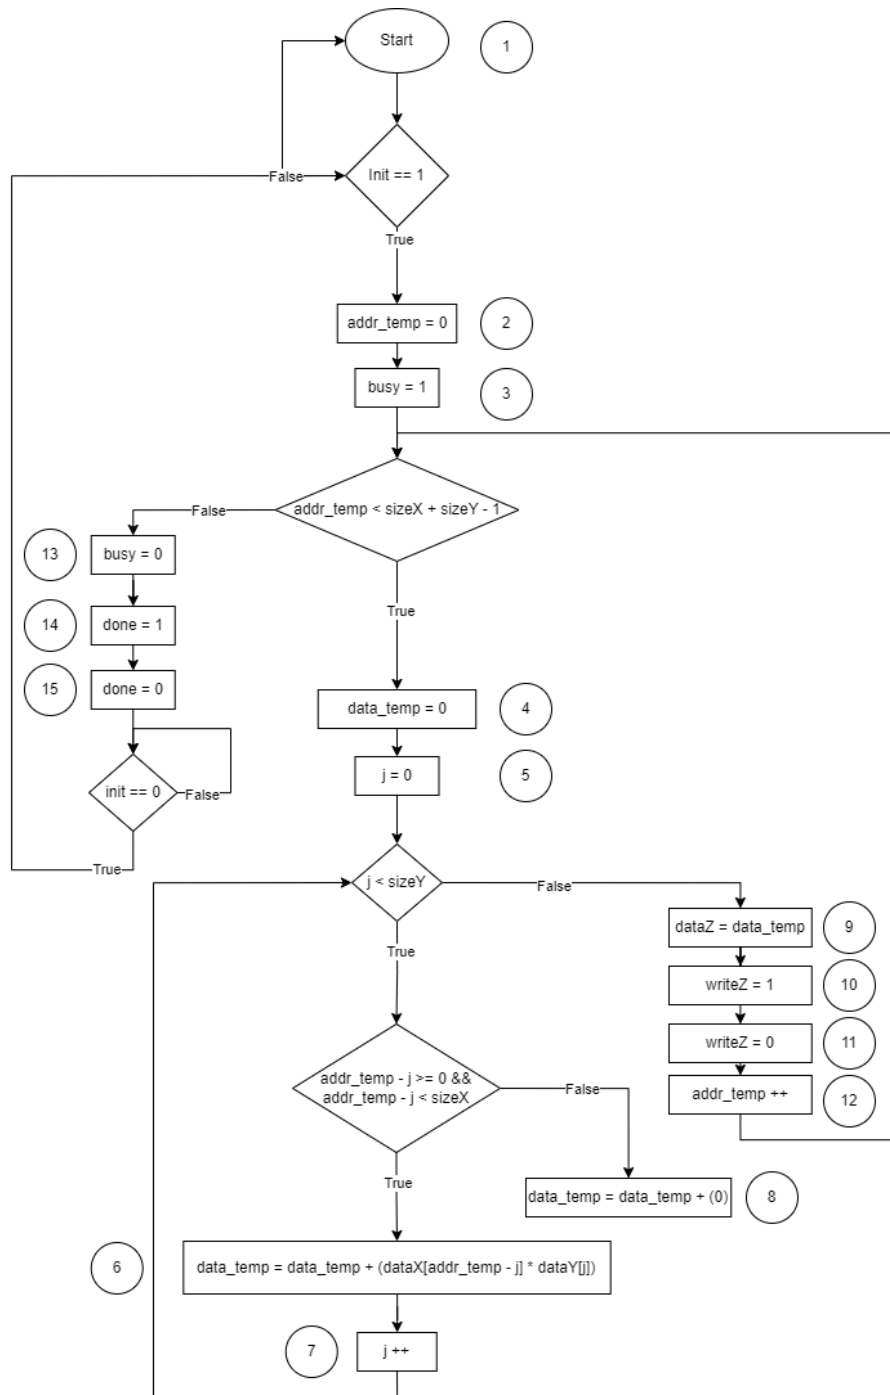 Start
1
False
Init == 1
True
addr_temp = 0
2
busy = 1
3
addr_temp < sizeX + sizeY - 1
False
13
busy = 0
True
14
done = 1
15
done = 0
data_temp = 0
4
j = 0
5
init == 0
False
True
j < sizeY
False
dataZ = data_temp
9
True
writeZ = 1
10
writeZ = 0
11
addr_temp - j >= 0 &&
addr_temp - j < sizeX
False
addr_temp ++
12
True
data_temp = data_temp + (0)
8
6
data_temp = data_temp + (dataX[addr_temp - j] * dataY[j])
7
j ++